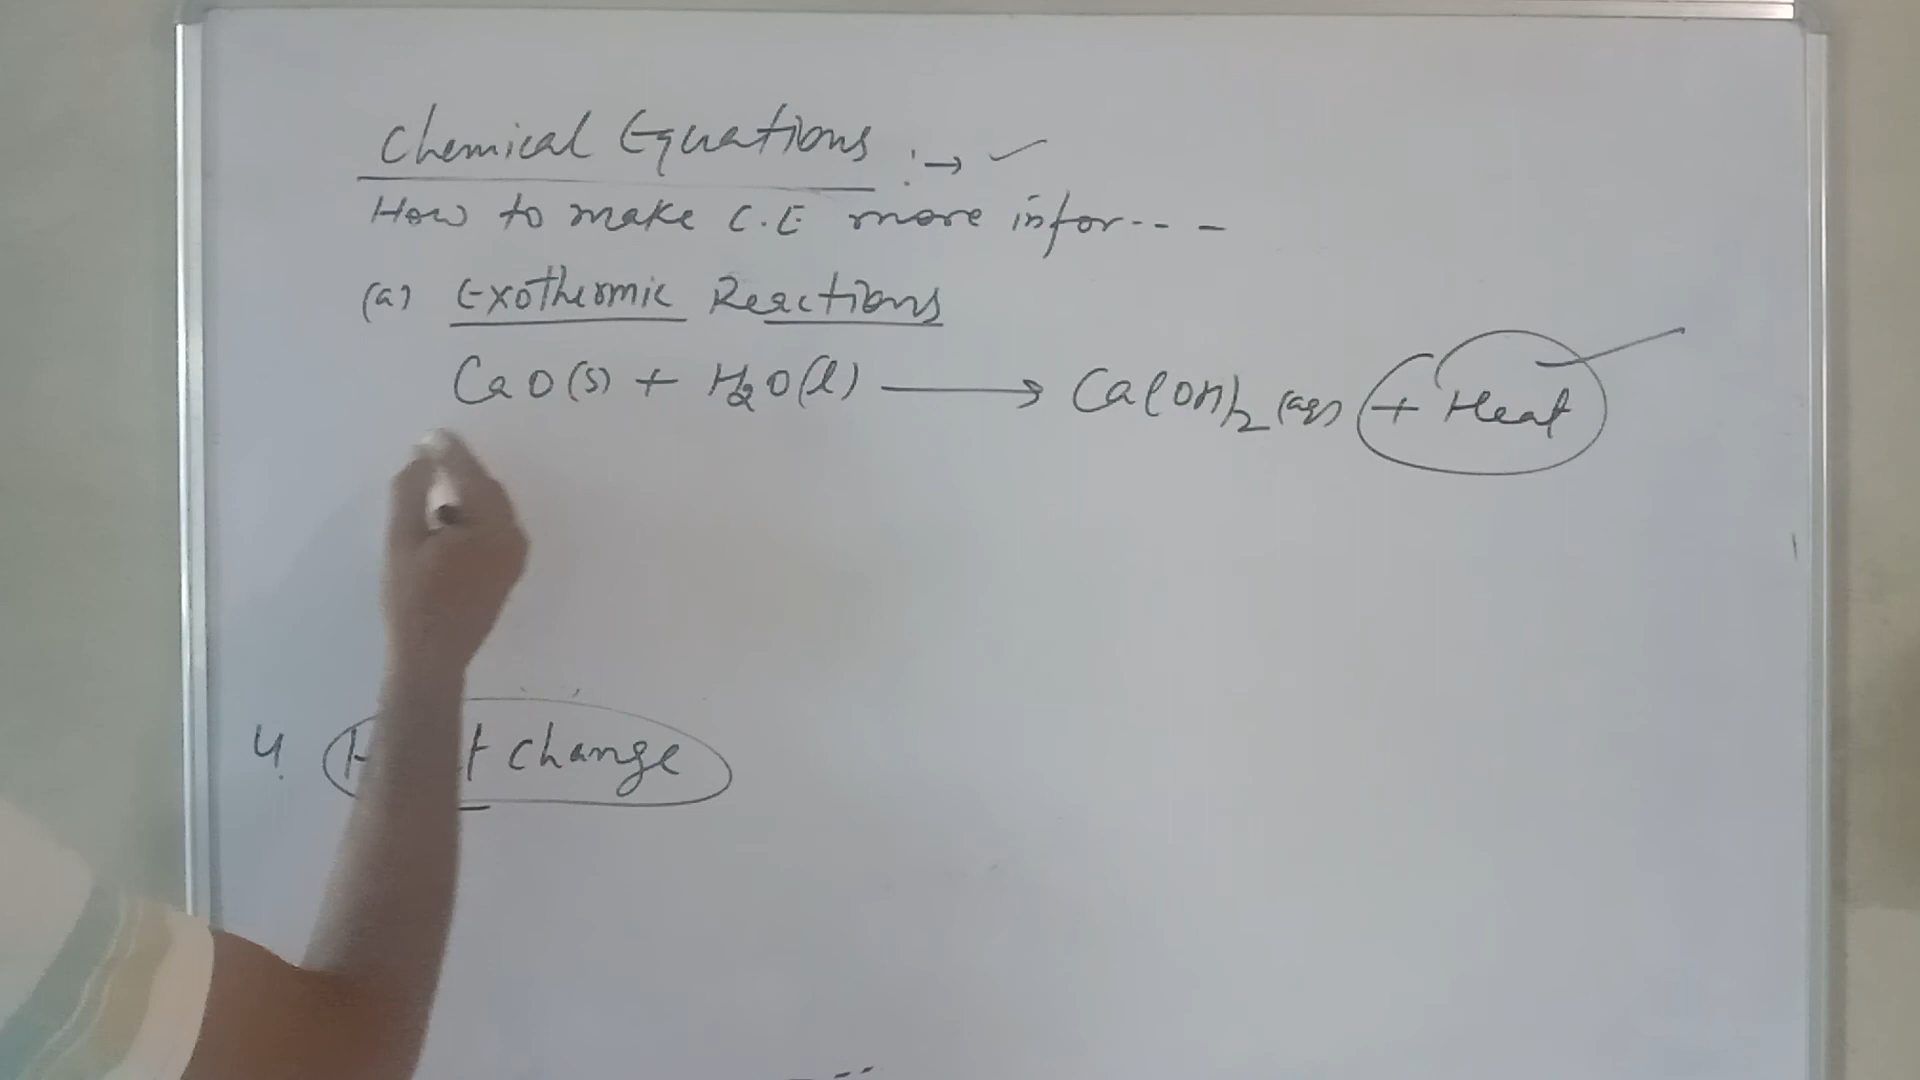 Chemical Equations :→ ✓
How to make C.E more infor---
(a) Exothermic Reactions
CaO(s) + H₂O(l) ⟶ Ca(OH)₂ (aq) + Heat
4. change